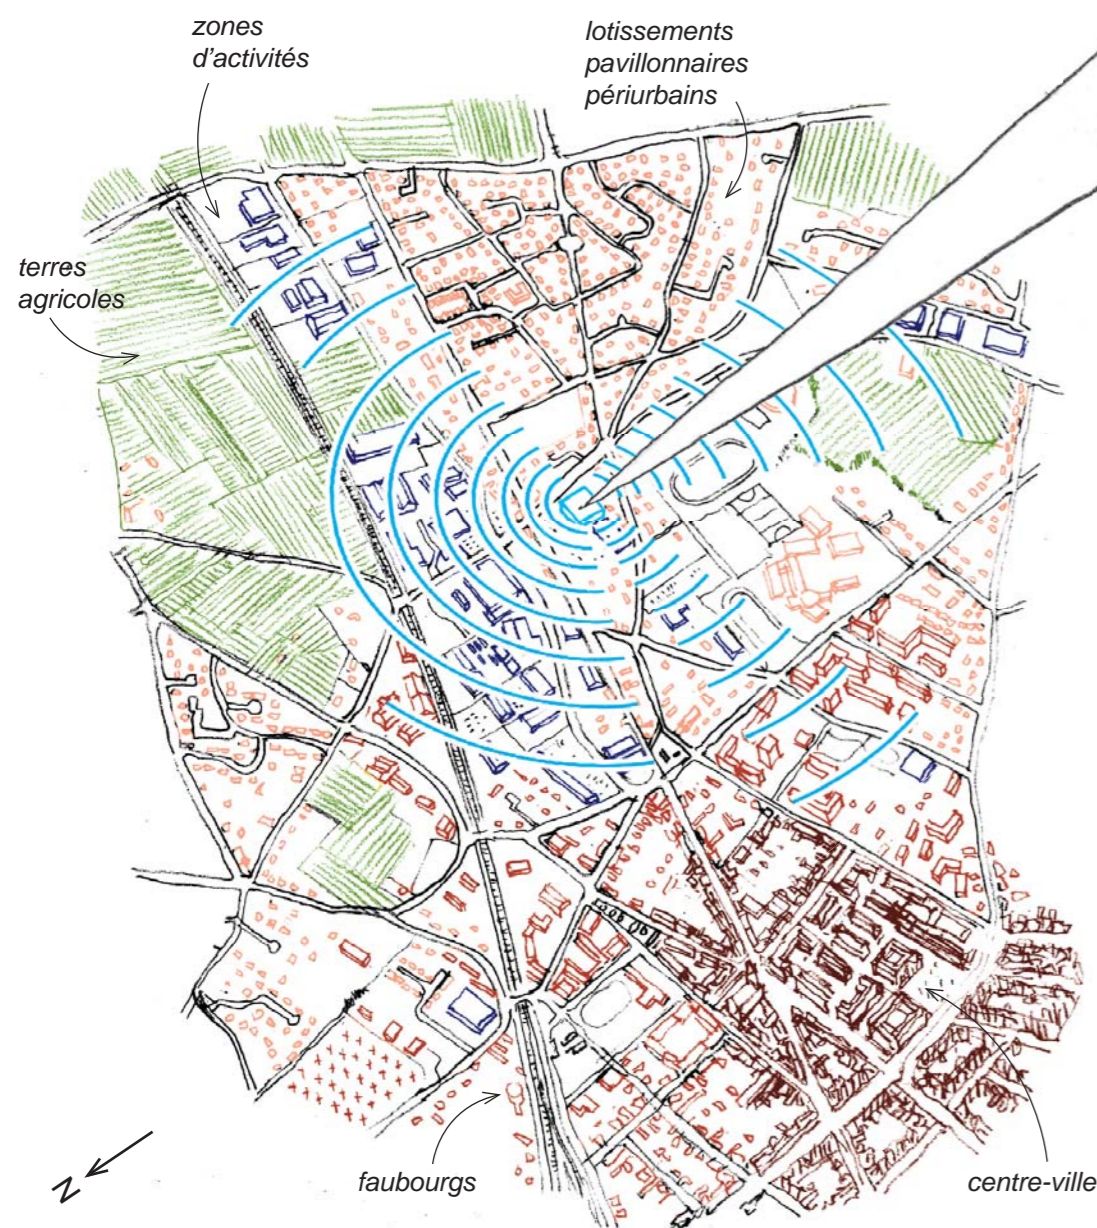 zones
d'activités
lotissements
pavillonnaires
périurbains
terres
agricoles
N
faubourgs
centre-ville